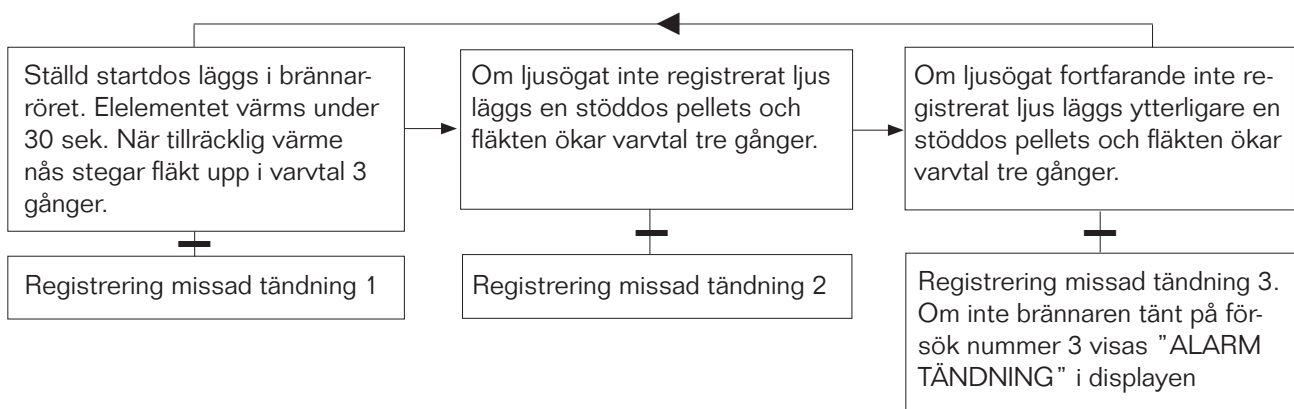 Ställd startdos läggs i brännar-
röret. Elelementet värms under
30 sek. När tillräcklig värme
nås stegar fläkt upp i varvtal 3
gånger.
Om ljusögat inte registrerat ljus
läggs en stöddos pellets och
fläkten ökar varvtal tre gånger.
Om ljusögat fortfarande inte re-
gistrerat ljus läggs ytterligare en
stöddos pellets och fläkten ökar
varvtal tre gånger.
Registrering missad tändning 1
Registrering missad tändning 2
Registrering missad tändning 3.
Om inte brännaren tänt på för-
sök nummer 3 visas ”ALARM
TÄNDNING” i displayen